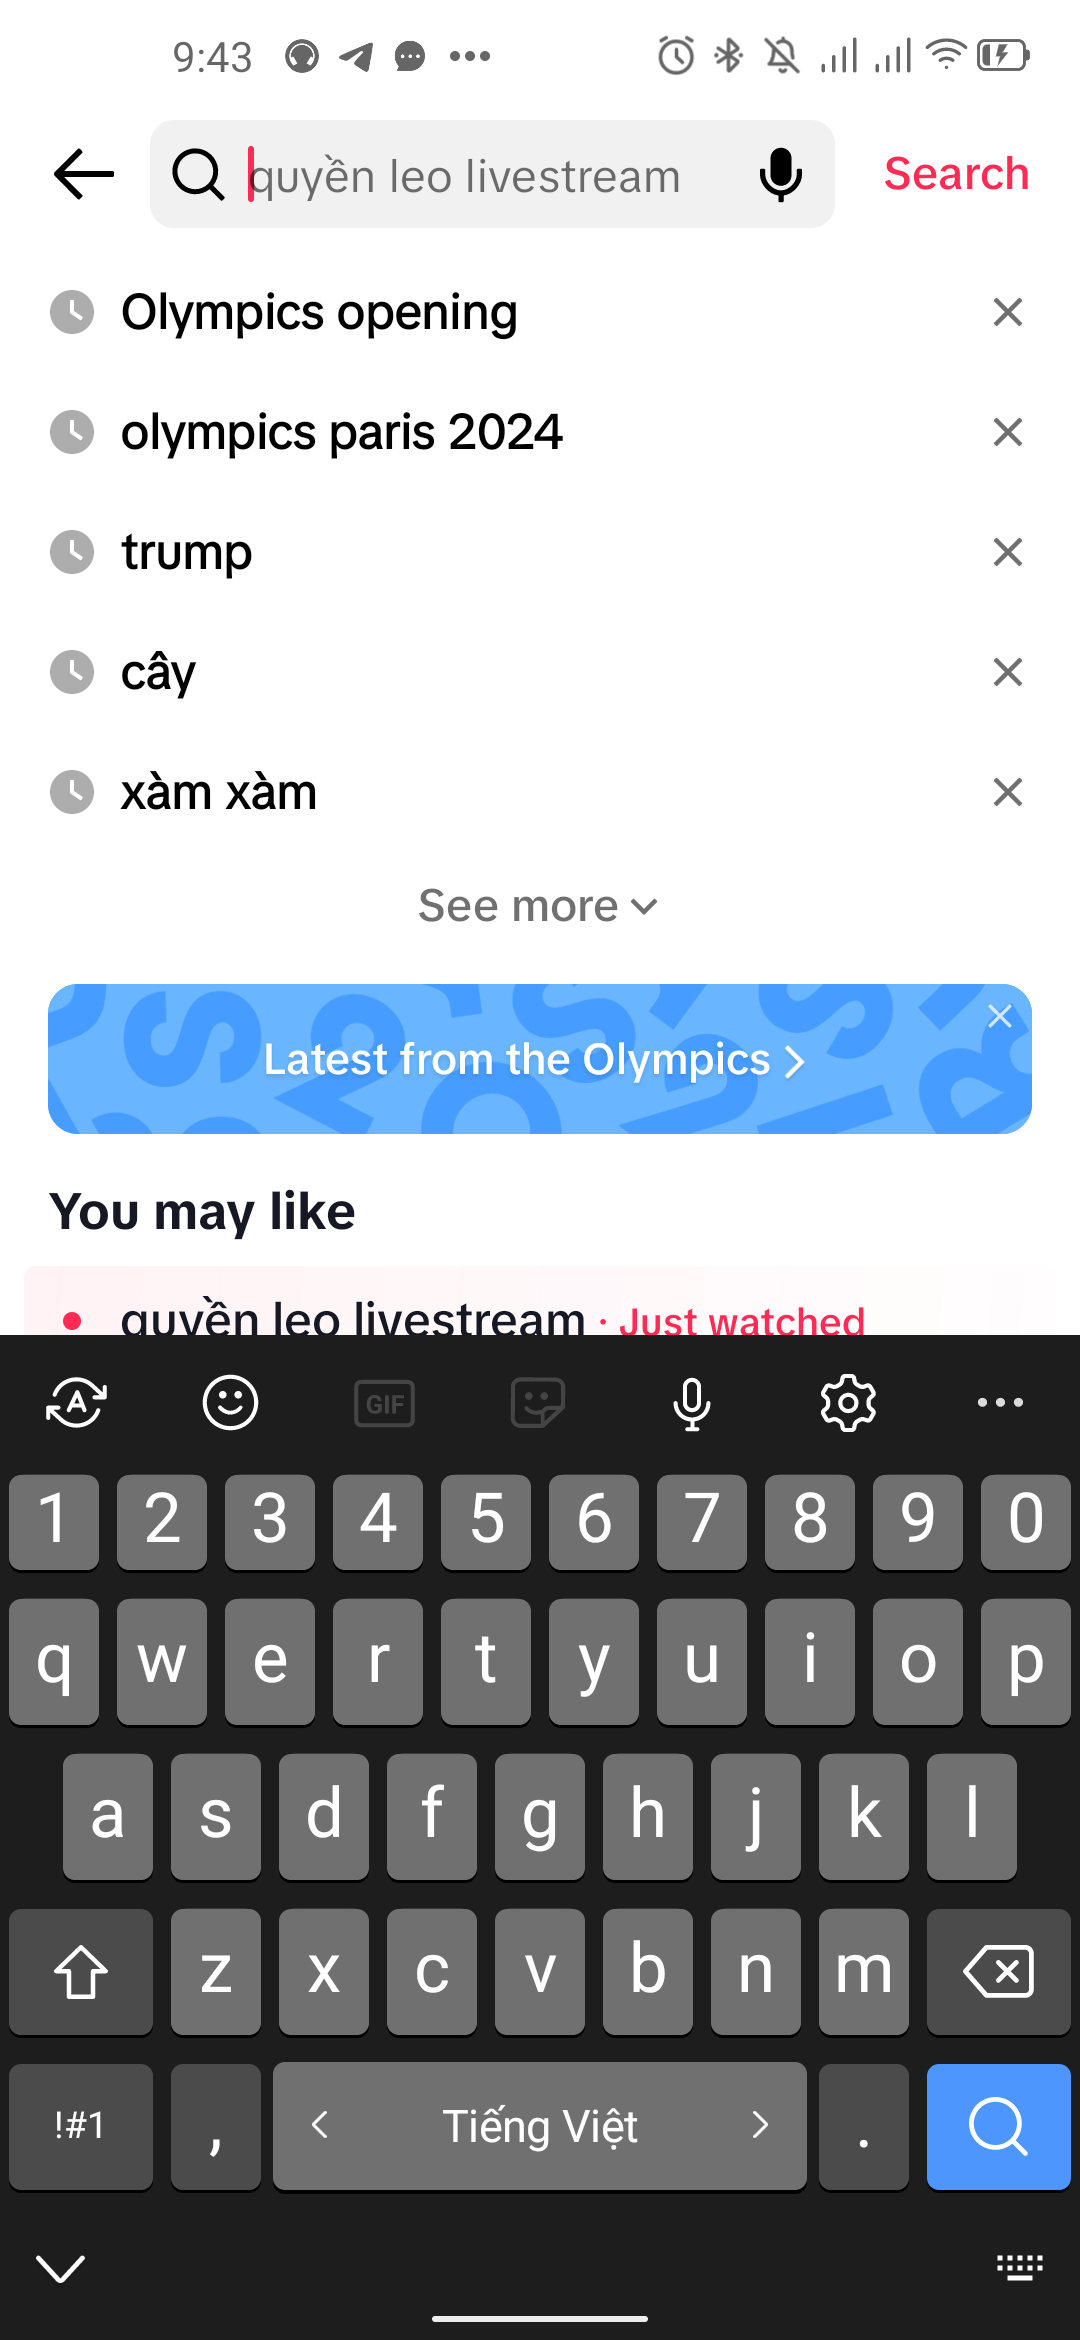 9:43
quyền leo livestream
Search
Olympics opening
olympics paris 2024
trump
cây
xàm xàm
See more
Latest from the Olympics
You may like
quyền leo livestream · Just watched
A
GIF
1 2 3 4 5 6 7 8 9 0
q w e r t y u i o p
a s d f g h j k l
z x c v b n m
!#1 , Tiếng Việt .